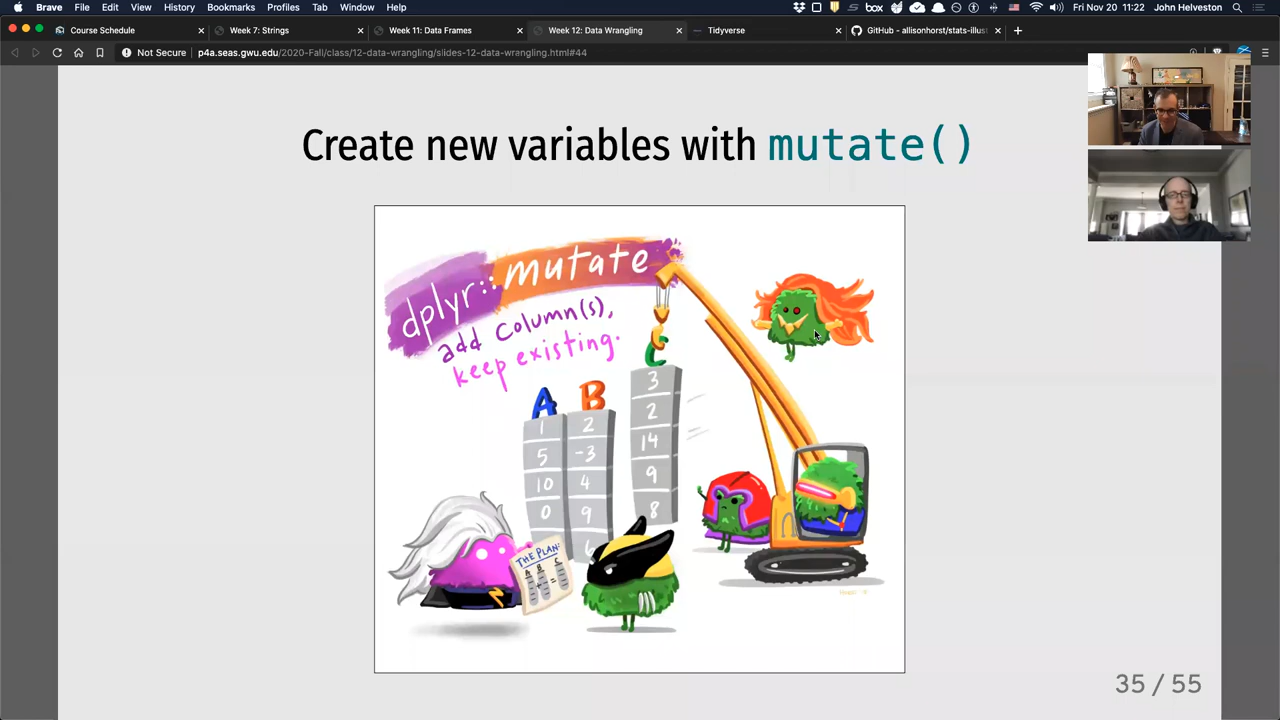 Brave File Edit View History Bookmarks Profiles Tab Window Help
box
US
Fri Nov 20 11:22 John Helveston
Course Schedule
Week 7: Strings
Week 11: Data Frames
Week 12: Data Wrangling
Tidyverse
GitHub - allisonhorst/stats-illust
Not Secure p4a.seas.gwu.edu/2020-Fall/class/12-data-wrangling/slides-12-data-wrangling.html#44
Create new variables with mutate()
dplyr::mutate
add column(s),
keep existing.
A B C
1 2 3
5 -3 2
10 4 14
0 9 9
8
THE PLAN:
A B C
+ =
35 / 55